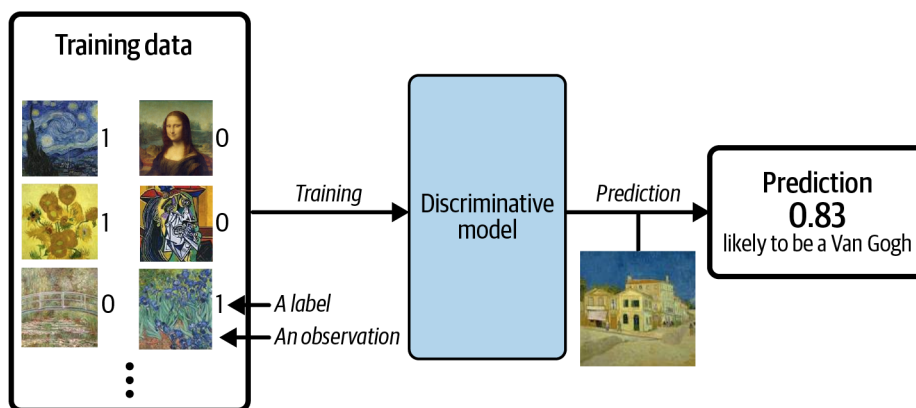 Training data
1
0
1
0
0
1
A label
An observation
Training
Discriminative
model
Prediction
Prediction
0.83
likely to be a Van Gogh